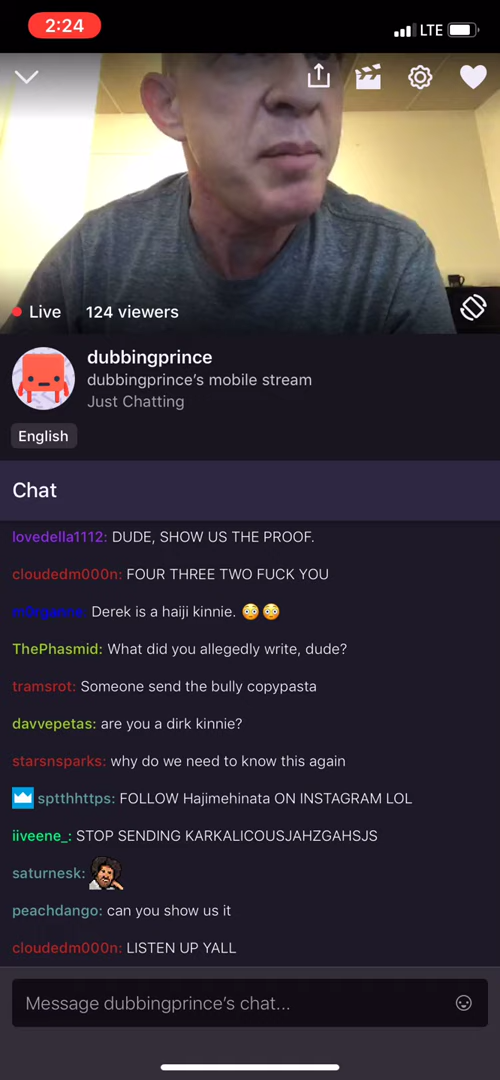 2:24
LTE
Live 124 viewers
dubbingprince
dubbingprince's mobile stream
Just Chatting
English
Chat
lovedella1112: DUDE, SHOW US THE PROOF.
cloudedm000n: FOUR THREE TWO FUCK YOU
m0rganne: Derek is a haiji kinnie. 😳😳
ThePhasmid: What did you allegedly write, dude?
tramsrot: Someone send the bully copypasta
davvepetas: are you a dirk kinnie?
starsnsparks: why do we need to know this again
sptthhttps: FOLLOW Hajimehinata ON INSTAGRAM LOL
iiveene_: STOP SENDING KARKALICOUSJAHZGAHSJS
saturnesk:
peachdango: can you show us it
cloudedm000n: LISTEN UP YALL
Message dubbingprince's chat...